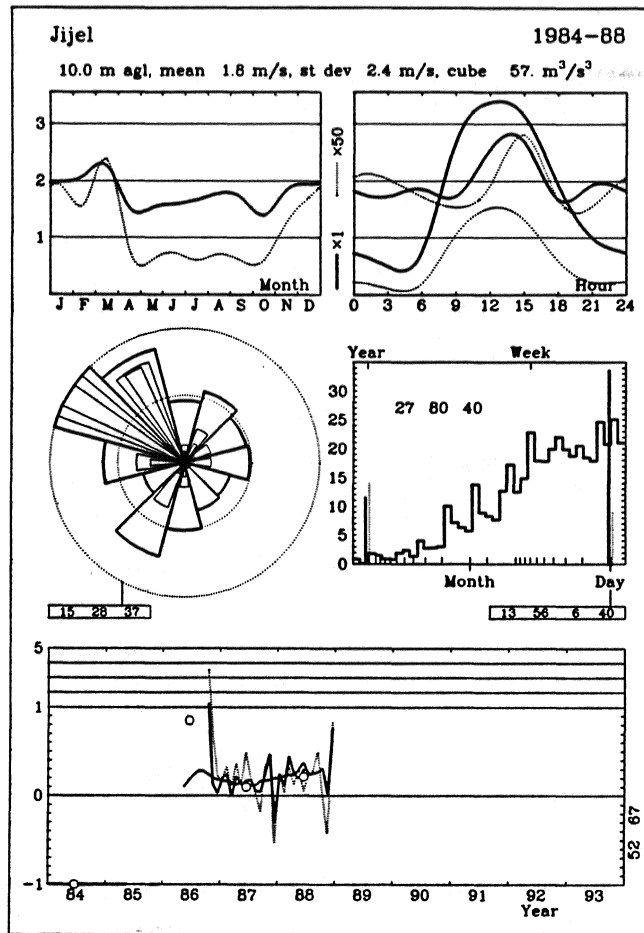 Jijel 1984-88
10.0 m agl, mean 1.8 m/s, st dev 2.4 m/s, cube 57. m³/s³
3
2
1
Month
J F M A M J J A S O N D
×50
×1
Hour
0 3 6 9 12 15 18 21 24
15 28 37
Year Week
35
30
25
20
15
10
5
0
27 80 40
Month Day
13 56 6 40
5
1
0
-1
84 85 86 87 88 89 90 91 92 93
Year
52 67